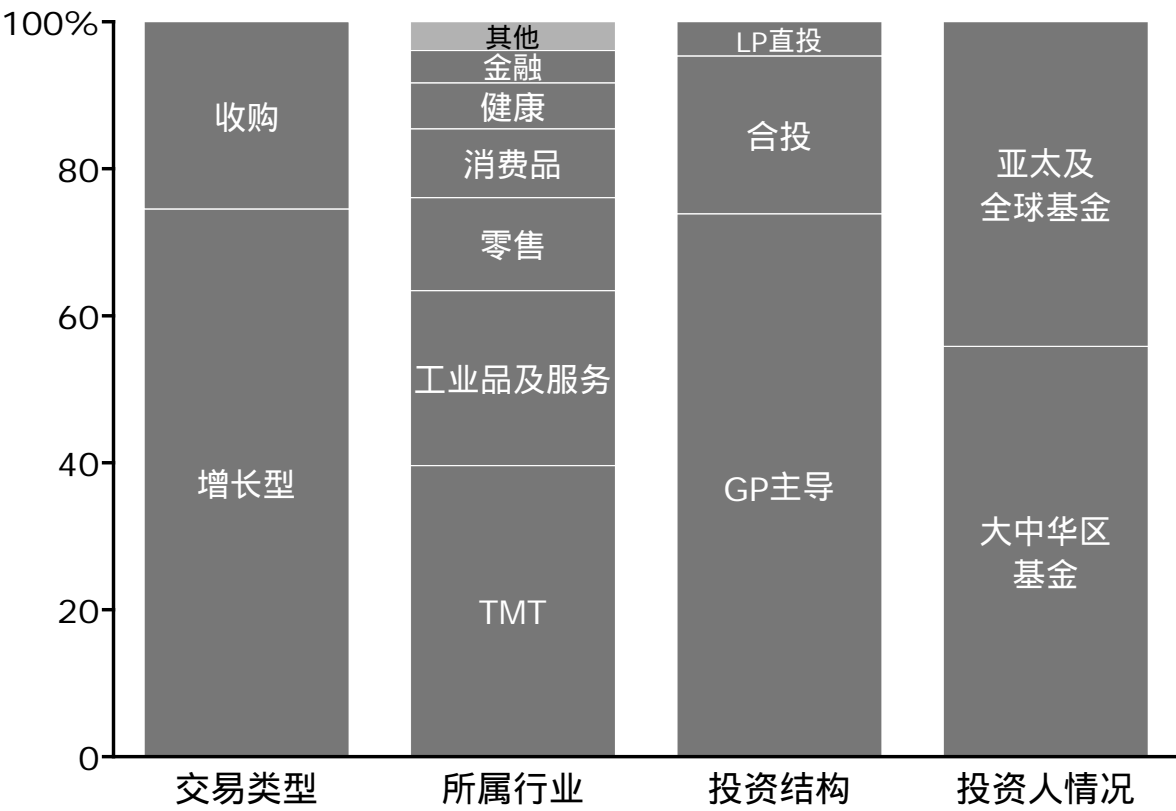 100%
80
60
40
20
0
收购
增长型
其他
金融
健康
消费品
零售
工业品及服务
TMT
LP直投
合投
GP主导
亚太及
全球基金
大中华区
基金
交易类型
所属行业
投资结构
投资人情况